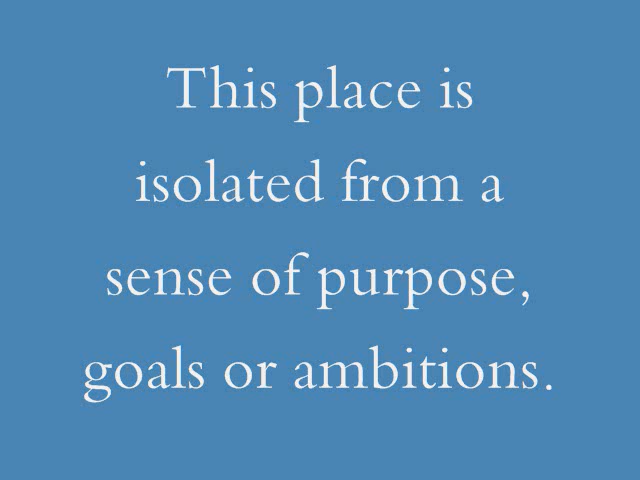 This place is
isolated from a
sense of purpose,
goals or ambitions.